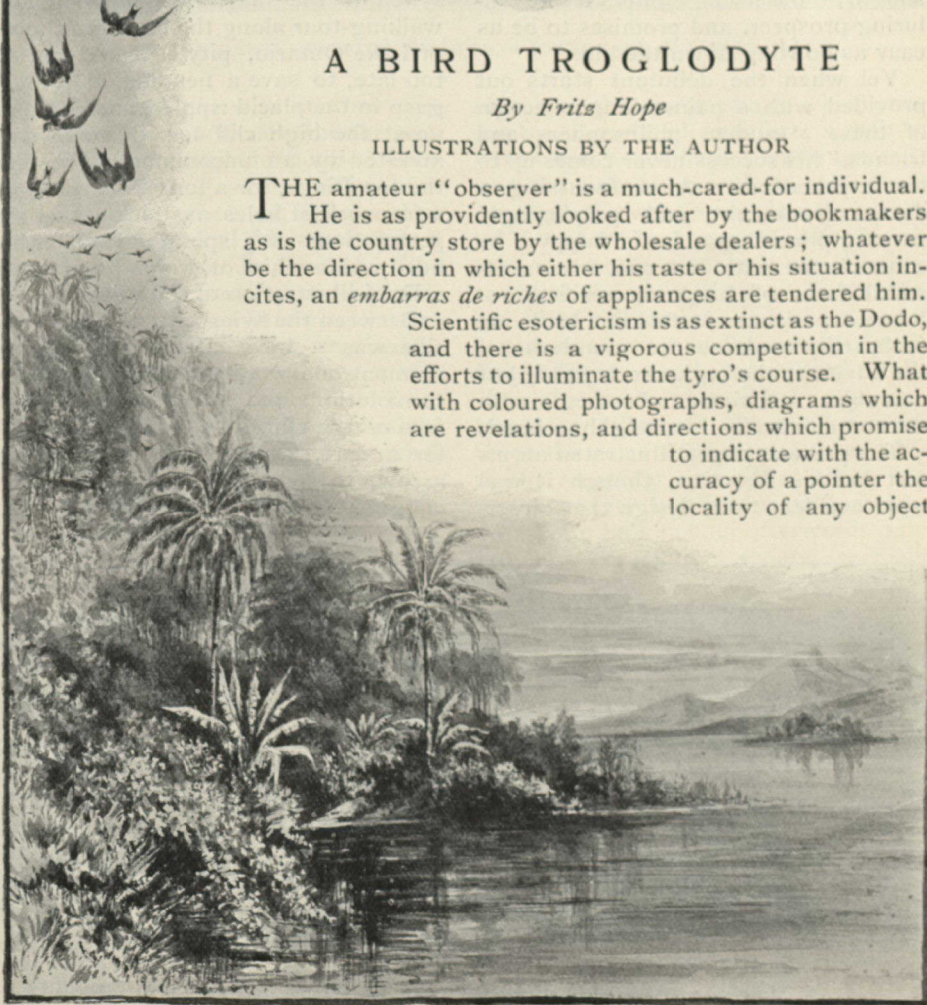 A BIRD TROGLODYTE
By Fritz Hope
ILLUSTRATIONS BY THE AUTHOR
THE amateur "observer" is a much-cared-for individual.
He is as providently looked after by the bookmakers
as is the country store by the wholesale dealers; whatever
be the direction in which either his taste or his situation in-
cites, an embarras de riches of appliances are tendered him.
Scientific esotericism is as extinct as the Dodo,
and there is a vigorous competition in the
efforts to illuminate the tyro's course. What
with coloured photographs, diagrams which
are revelations, and directions which promise
to indicate with the ac-
curacy of a pointer the
locality of any object